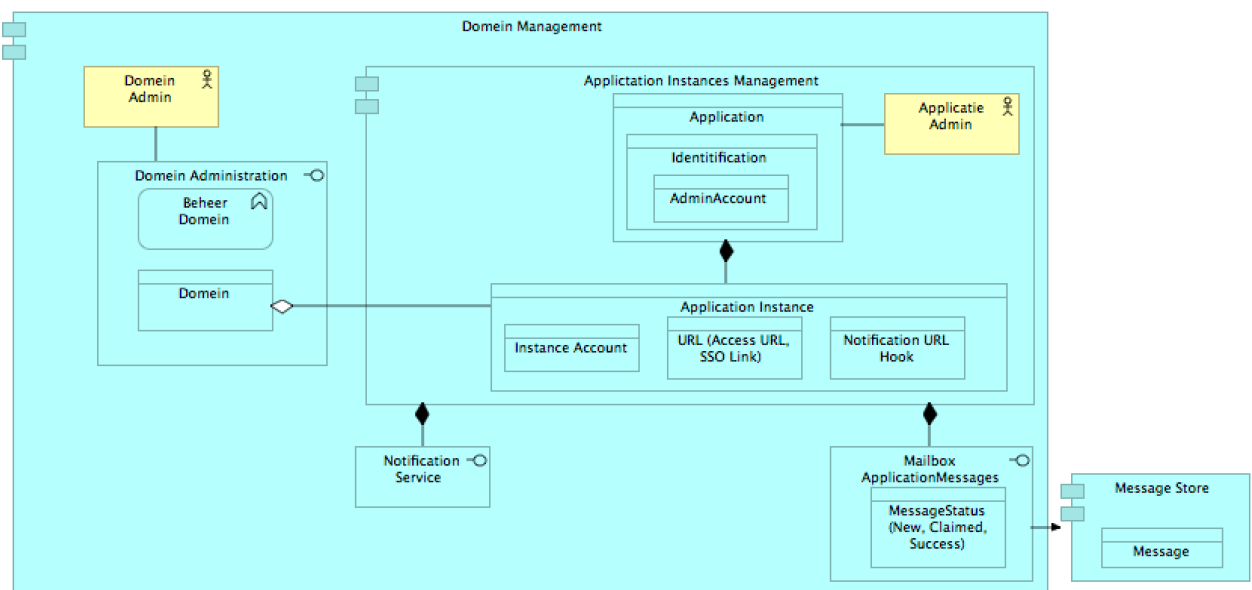 Domein Management
Domein
Admin
Applictation Instances Management
Application
Applicatie
Admin
Identitification
AdminAccount
Domein Administration
Beheer
Domein
Domein
Application Instance
Instance Account
URL (Access URL,
SSO Link)
Notification URL
Hook
Notification
Service
Mailbox
ApplicationMessages
MessageStatus
(New, Claimed,
Success)
Message Store
Message